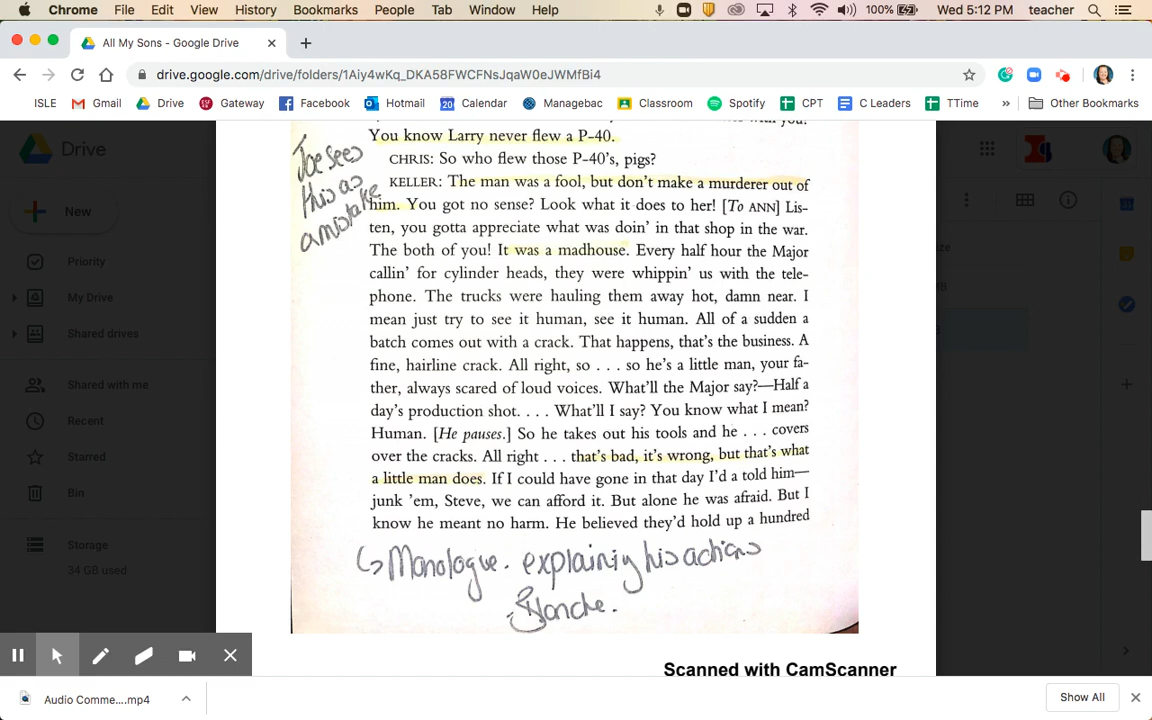 Chrome File Edit View History Bookmarks People Tab Window Help 100% Wed 5:12 PM teacher
All My Sons - Google Drive
drive.google.com/drive/folders/1Aiy4wKq_DKA58FWCFNsJqaW0eJWMfBi4
ISLE Gmail Drive Gateway Facebook Hotmail 20 Calendar Managebac Classroom Spotify CPT C Leaders TTime » Other Bookmarks
Drive
New
Priority
My Drive
Shared drives
Shared with me
Recent
Starred
Bin
Storage
34 GB used
Joe sees
this as
a mistake
with you!
You know Larry never flew a P-40.
CHRIS: So who flew those P-40's, pigs?
KELLER: The man was a fool, but don't make a murderer out of
him. You got no sense? Look what it does to her! [To ANN] Lis-
ten, you gotta appreciate what was doin' in that shop in the war.
The both of you! It was a madhouse. Every half hour the Major
callin' for cylinder heads, they were whippin' us with the tele-
phone. The trucks were hauling them away hot, damn near. I
mean just try to see it human, see it human. All of a sudden a
batch comes out with a crack. That happens, that's the business. A
fine, hairline crack. All right, so . . . so he's a little man, your fa-
ther, always scared of loud voices. What'll the Major say?—Half a
day's production shot. . . . What'll I say? You know what I mean?
Human. [He pauses.] So he takes out his tools and he . . . covers
over the cracks. All right . . . that's bad, it's wrong, but that's what
a little man does. If I could have gone in that day I'd a told him—
junk 'em, Steve, we can afford it. But alone he was afraid. But I
know he meant no harm. He believed they'd hold up a hundred
Monologue. explaining his actions
Scanned with CamScanner
Audio Comme....mp4
Show All